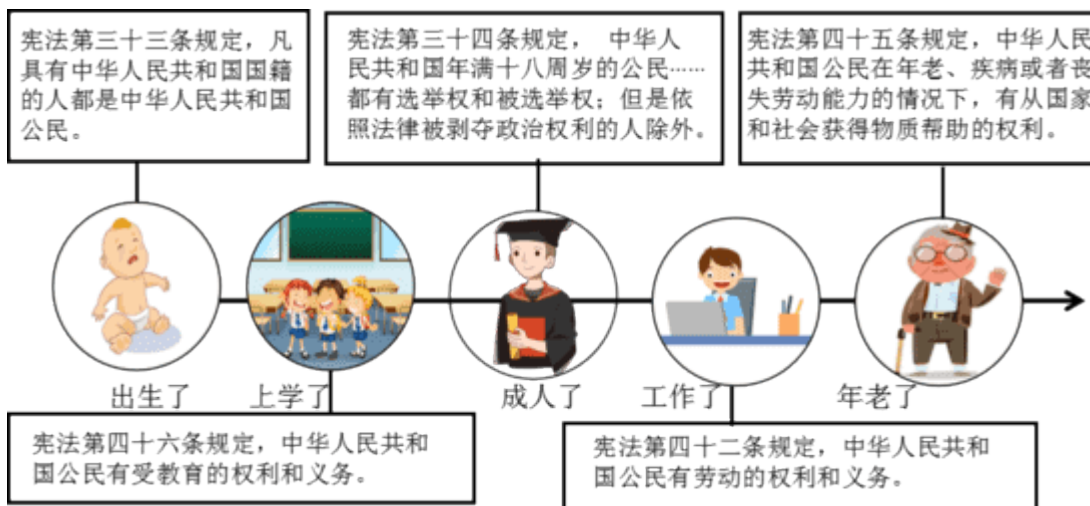 宪法第三十三条规定，凡
具有中华人民共和国国籍
的人都是中华人民共和国
公民。
宪法第三十四条规定， 中华人
民共和国年满十八周岁的公民……
都有选举权和被选举权；但是依
照法律被剥夺政治权利的人除外。
宪法第四十五条规定，中华人民
共和国公民在年老、疾病或者丧
失劳动能力的情况下，有从国家
和社会获得物质帮助的权利。
出生了
上学了
成人了
工作了
年老了
宪法第四十六条规定，中华人民共和
国公民有受教育的权利和义务。
宪法第四十二条规定，中华人民共和
国公民有劳动的权利和义务。